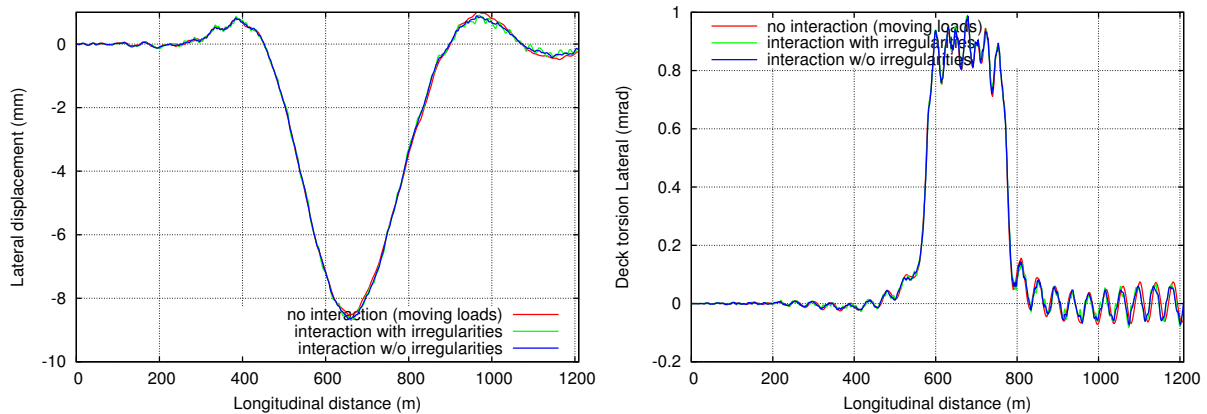 0
-2
-4
-6
-8
-10
0
200
400
600
800
1000
1200
Lateral displacement (mm)
Longitudinal distance (m)
no interaction (moving loads)
interaction with irregularities
interaction w/o irregularities
1
0.8
0.6
0.4
0.2
0
-0.2
0
200
400
600
800
1000
1200
Deck torsion Lateral (mrad)
Longitudinal distance (m)
no interaction (moving loads)
interaction with irregularities
interaction w/o irregularities